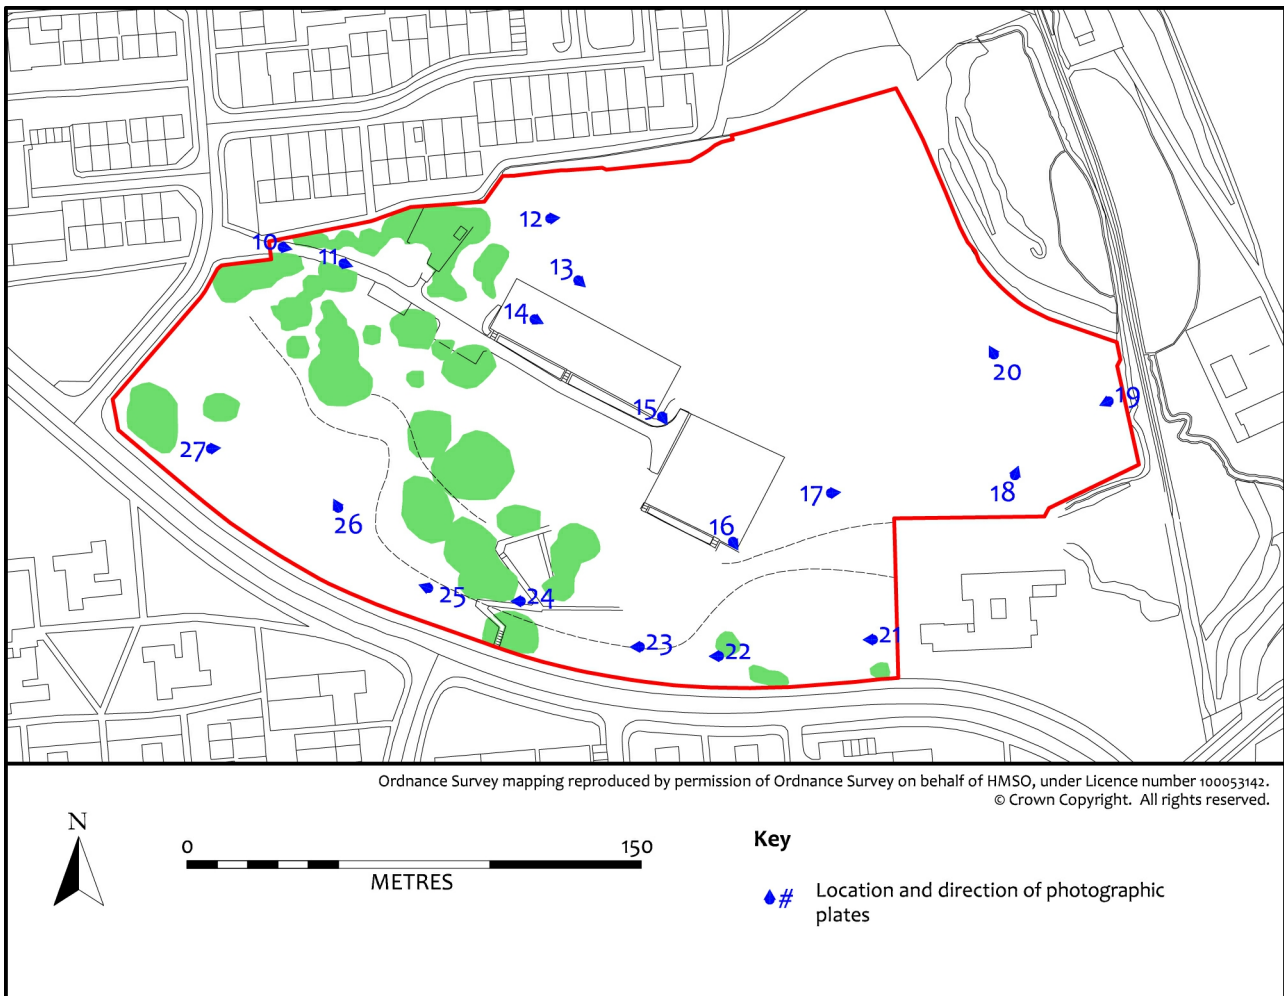 10
11
12
13
14
15
16
17
18
19
20
21
22
23
24
25
26
27
Ordnance Survey mapping reproduced by permission of Ordnance Survey on behalf of HMSO, under Licence number 100053142.
© Crown Copyright. All rights reserved.
N
0 150
METRES
Key
# Location and direction of photographic
plates